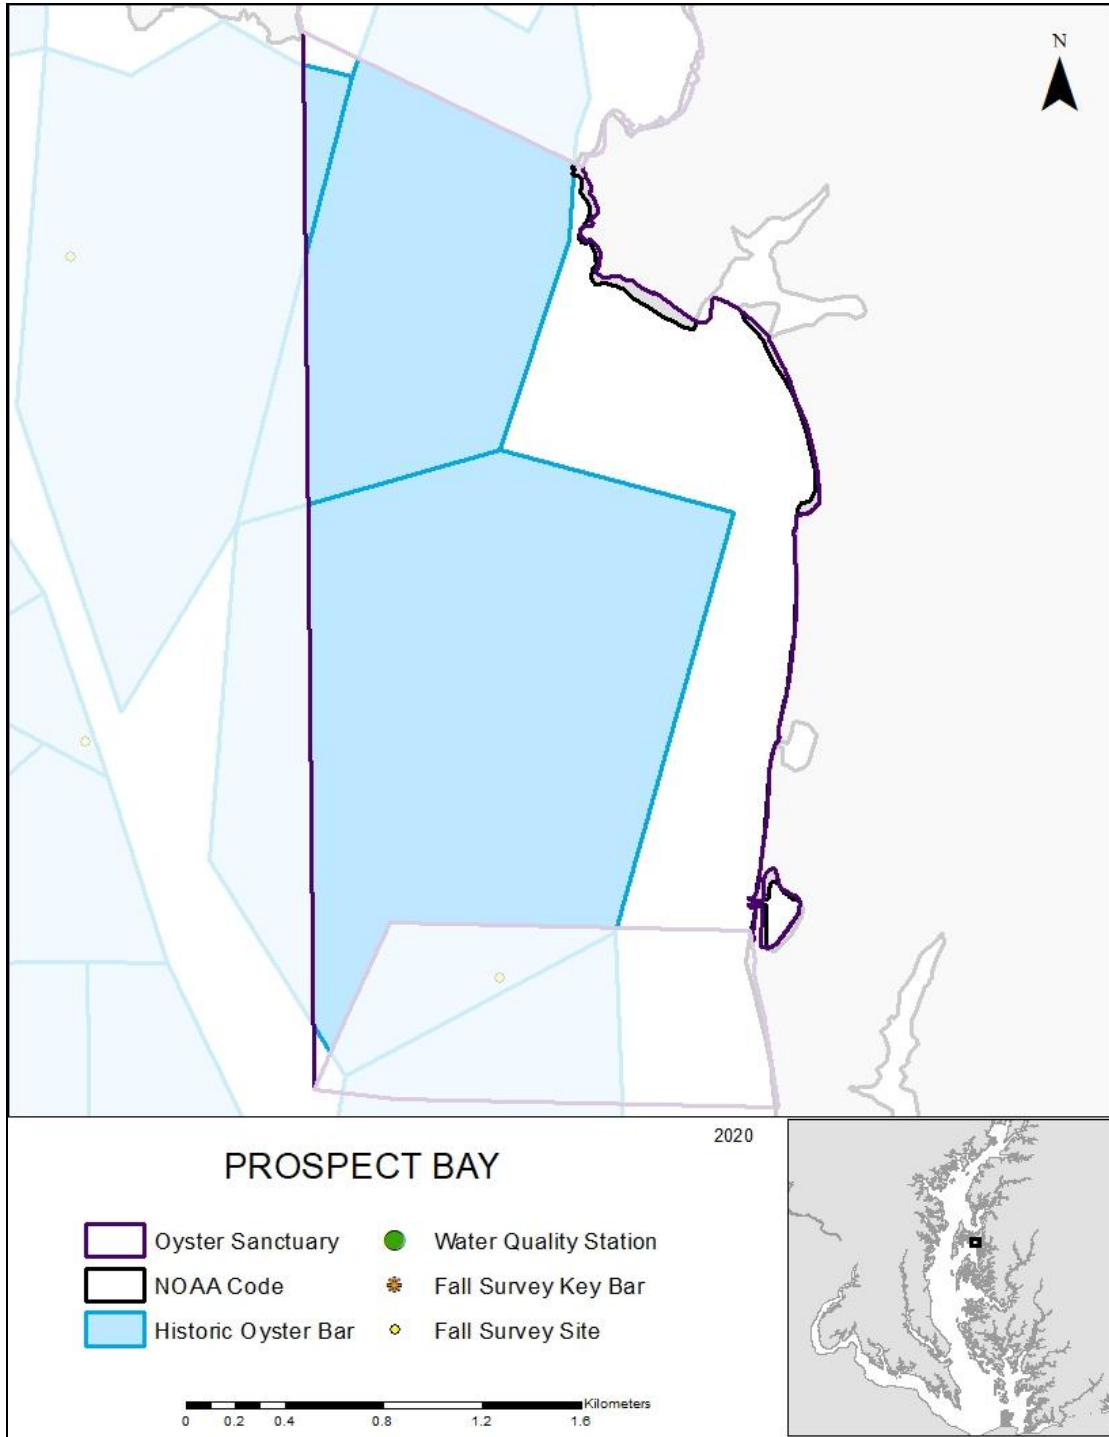 N
2020
PROSPECT BAY
Oyster Sanctuary
Water Quality Station
NOAA Code
Fall Survey Key Bar
Historic Oyster Bar
Fall Survey Site
Kilometers
0 0.2 0.4 0.8 1.2 1.6